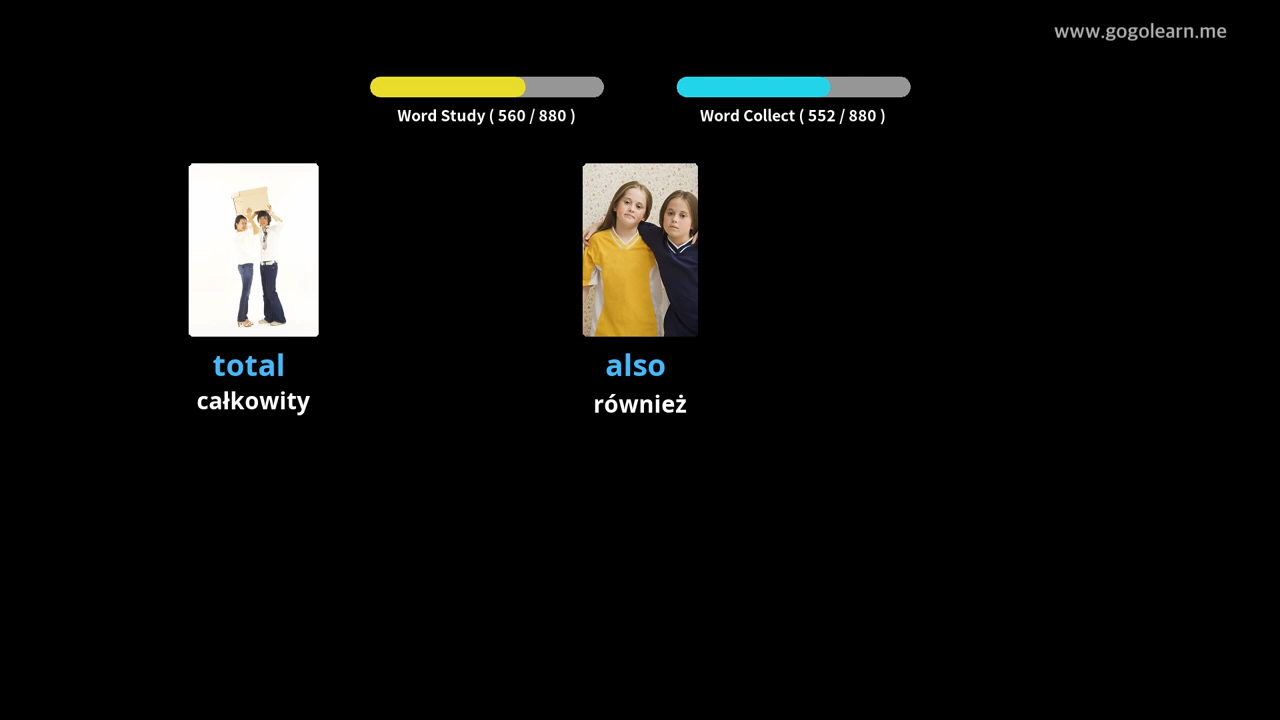 www.gogolearn.me
Word Study ( 560 / 880 )
Word Collect ( 552 / 880 )
total
całkowity
also
również